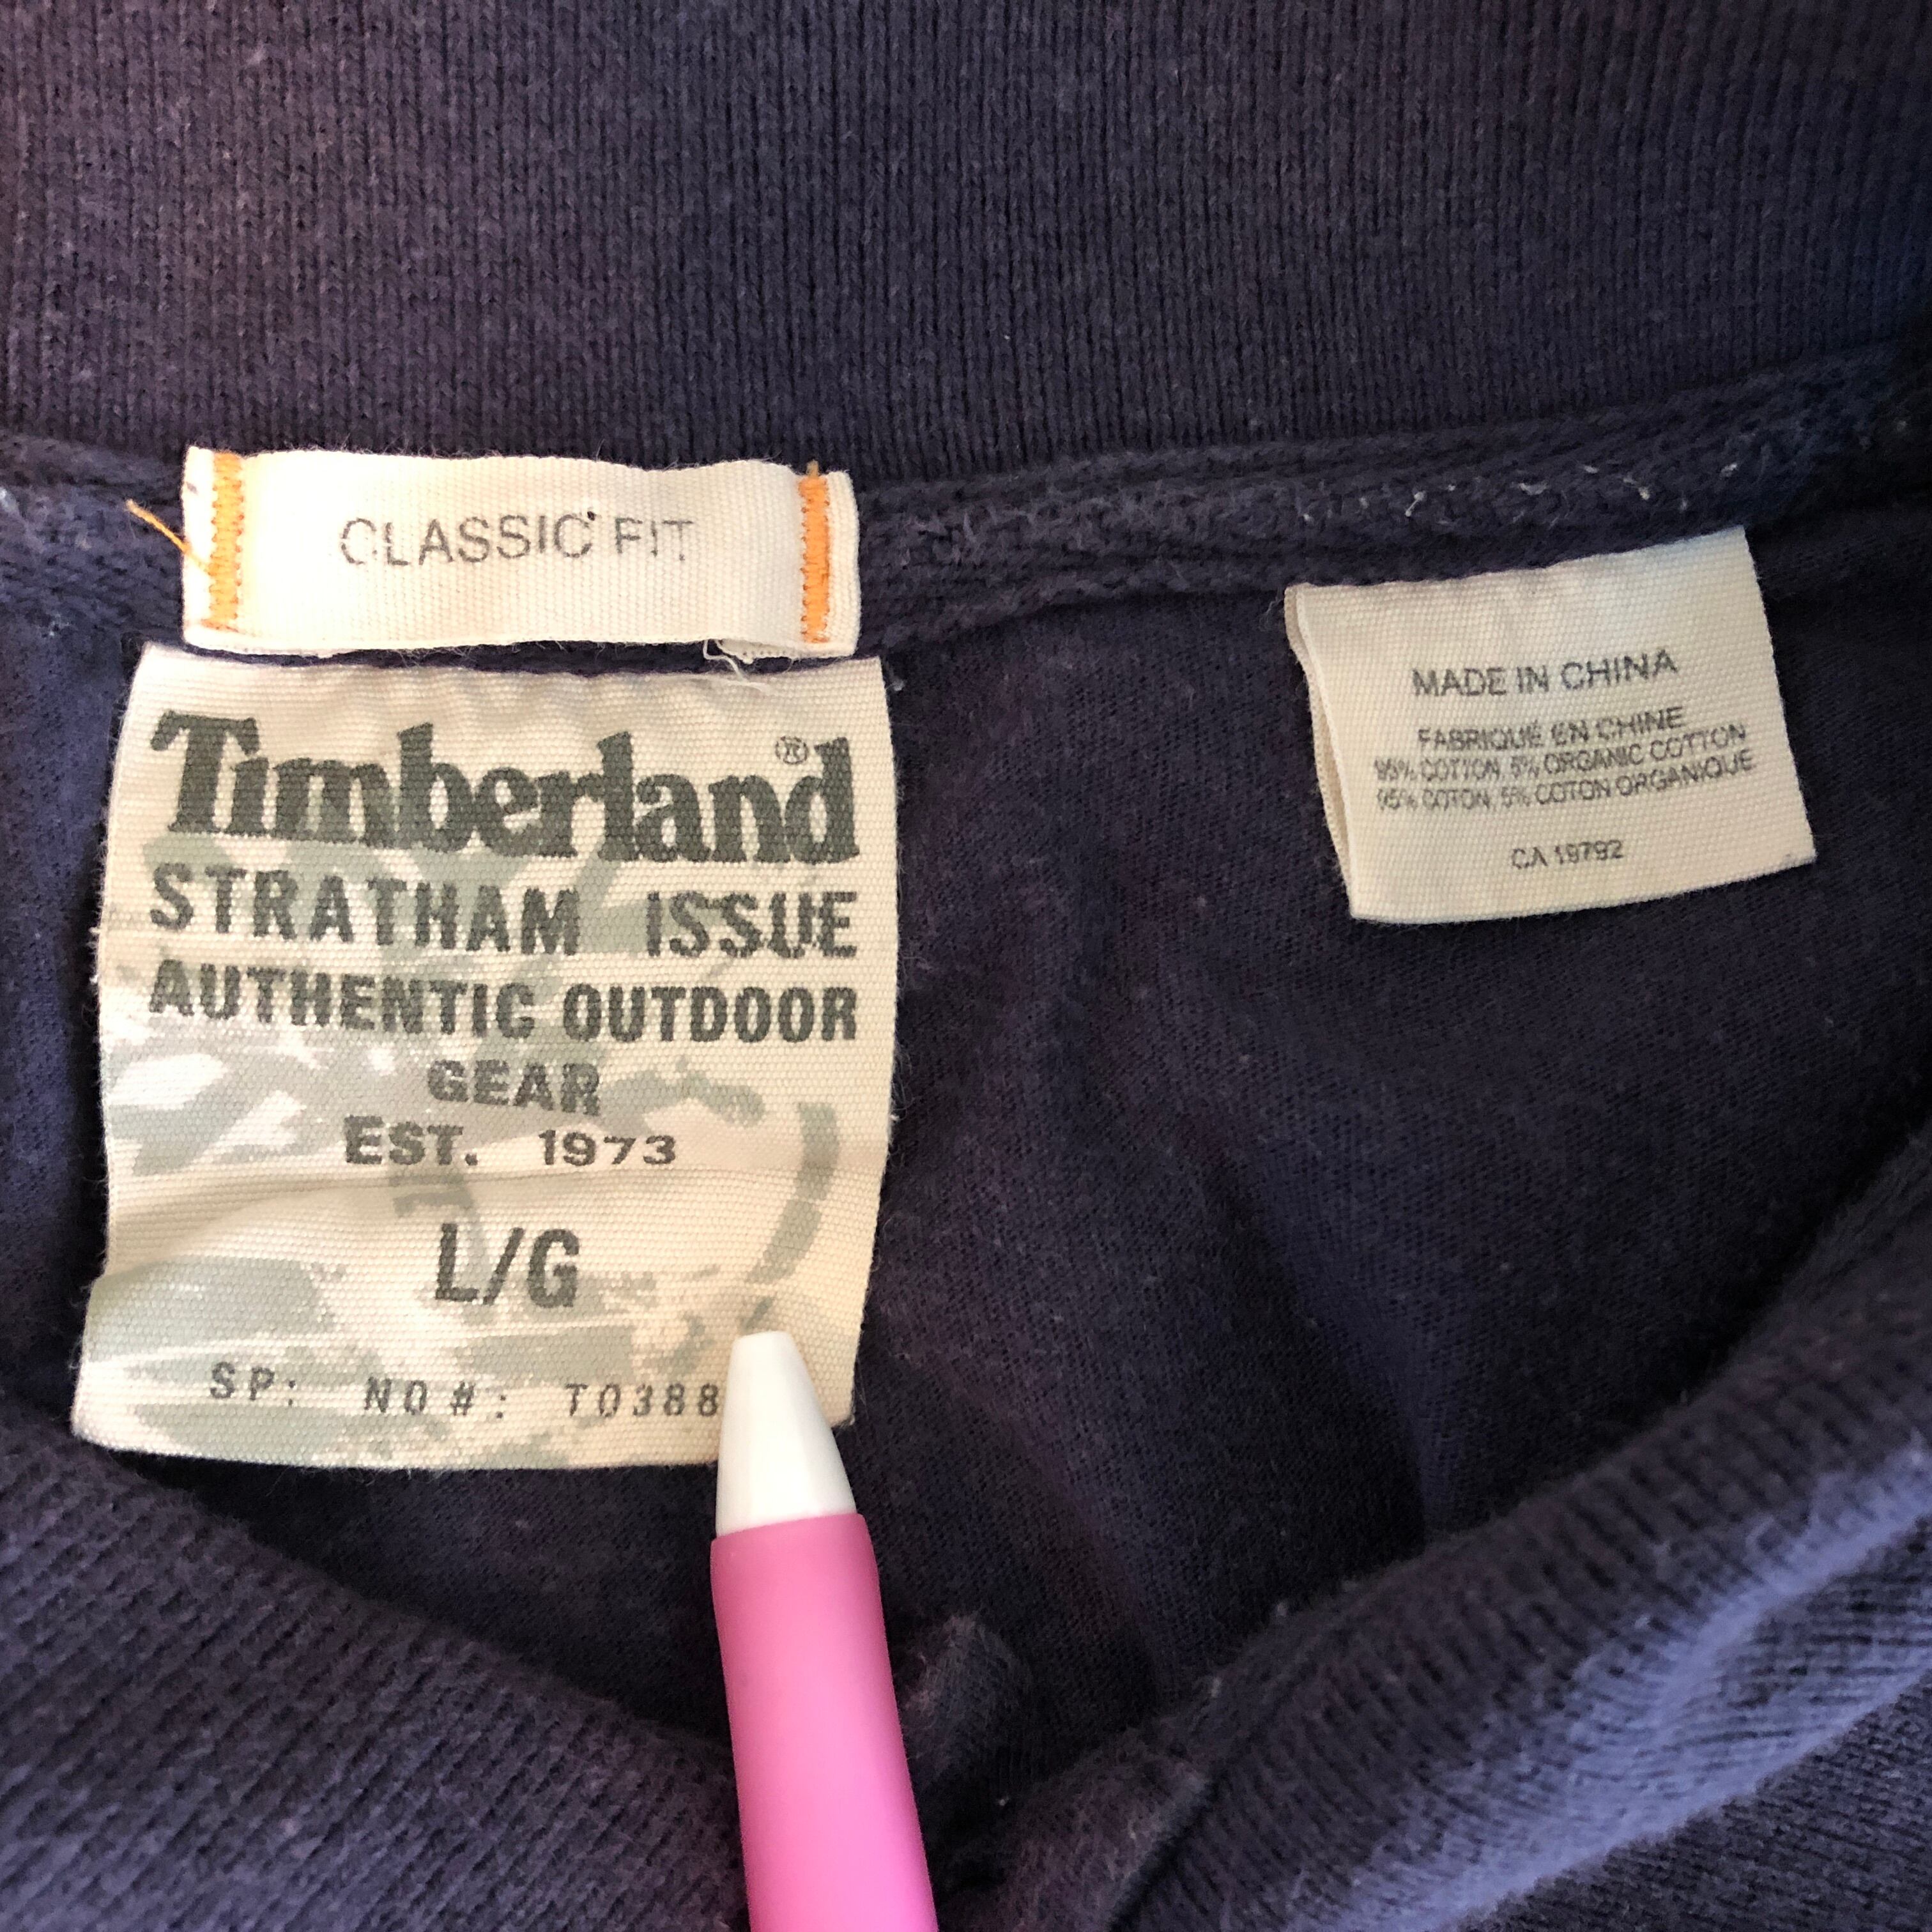 CLASSIC FIT
Timberland®
STRATHAM ISSUE
AUTHENTIC OUTDOOR
GEAR
EST. 1973
L/G
SP: NO#: T0388
MADE IN CHINA
FABRIQUÉ EN CHINE
95% COTTON, 5% ORGANIC COTTON
95% COTON, 5% COTON ORGANIQUE
CA 19792